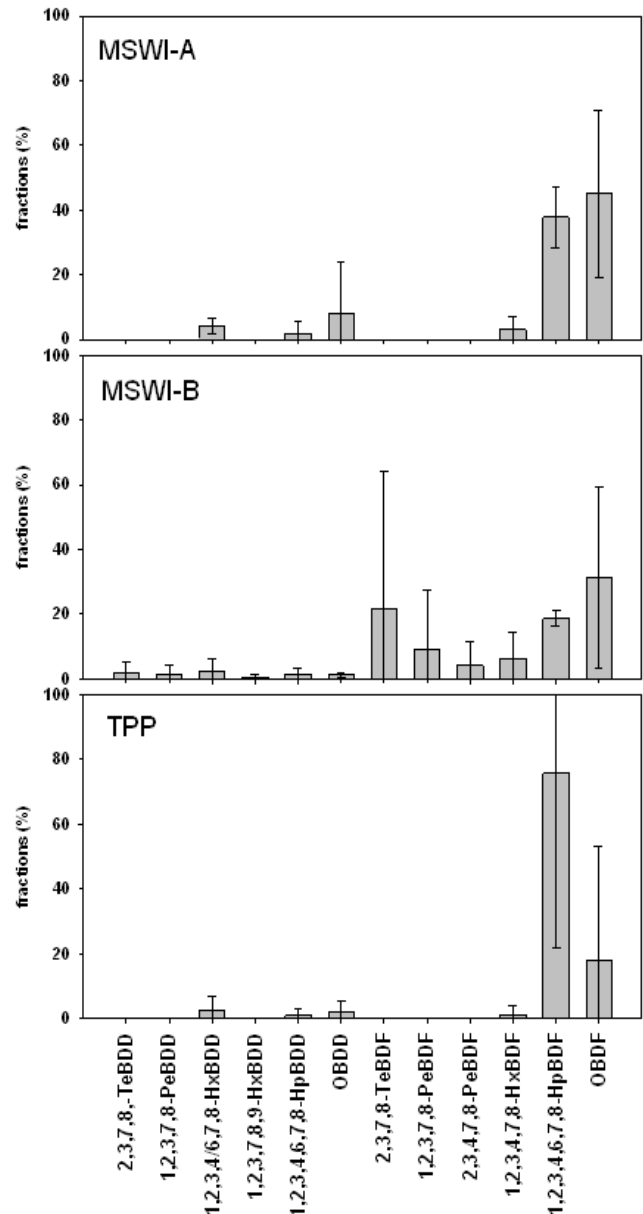 100
80
60
40
20
0
fractions (%)
MSWI-A
100
80
60
40
20
0
fractions (%)
MSWI-B
100
80
60
40
20
0
fractions (%)
TPP
2,3,7,8,-TeBDD
1,2,3,7,8-PeBDD
1,2,3,4/6,7,8-HxBDD
1,2,3,7,8,9-HxBDD
1,2,3,4,6,7,8-HpBDD
OBDD
2,3,7,8-TeBDF
1,2,3,7,8-PeBDF
2,3,4,7,8-PeBDF
1,2,3,4,7,8-HxBDF
1,2,3,4,6,7,8-HpBDF
OBDF